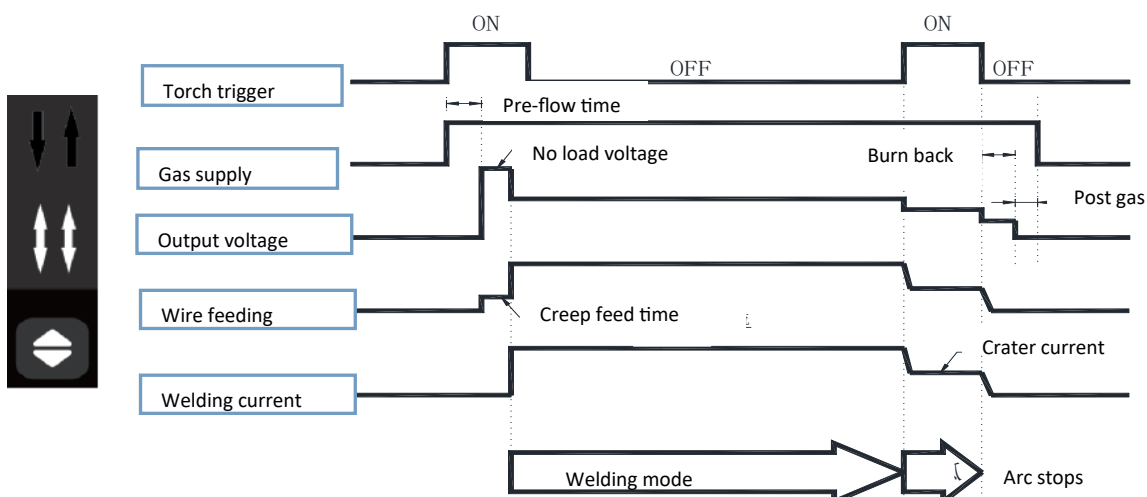 ON
ON
OFF
OFF
Torch trigger
Pre-flow time
No load voltage
Burn back
Gas supply
Post gas
Output voltage
Wire feeding
Creep feed time
Crater current
Welding current
Welding mode
Arc stops